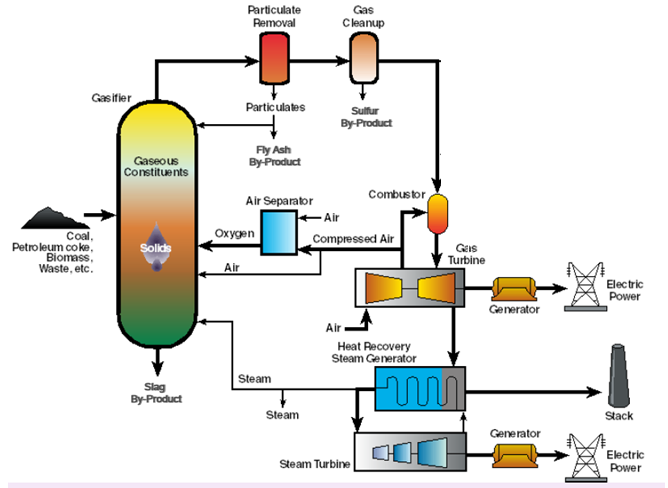 Particulate
Removal
Gas
Cleanup
Gasifier
Particulates
Sulfur
By-Product
Fly Ash
By-Product
Gaseous
Constituents
Air Separator
Combustor
Air
Coal,
Petroleum coke,
Biomass,
Waste, etc.
Solids
Oxygen
Compressed Air
Gas
Turbine
Air
Electric
Power
Generator
Air
Heat Recovery
Steam Generator
Slag
By-Product
Steam
Steam
Stack
Generator
Steam Turbine
Electric
Power